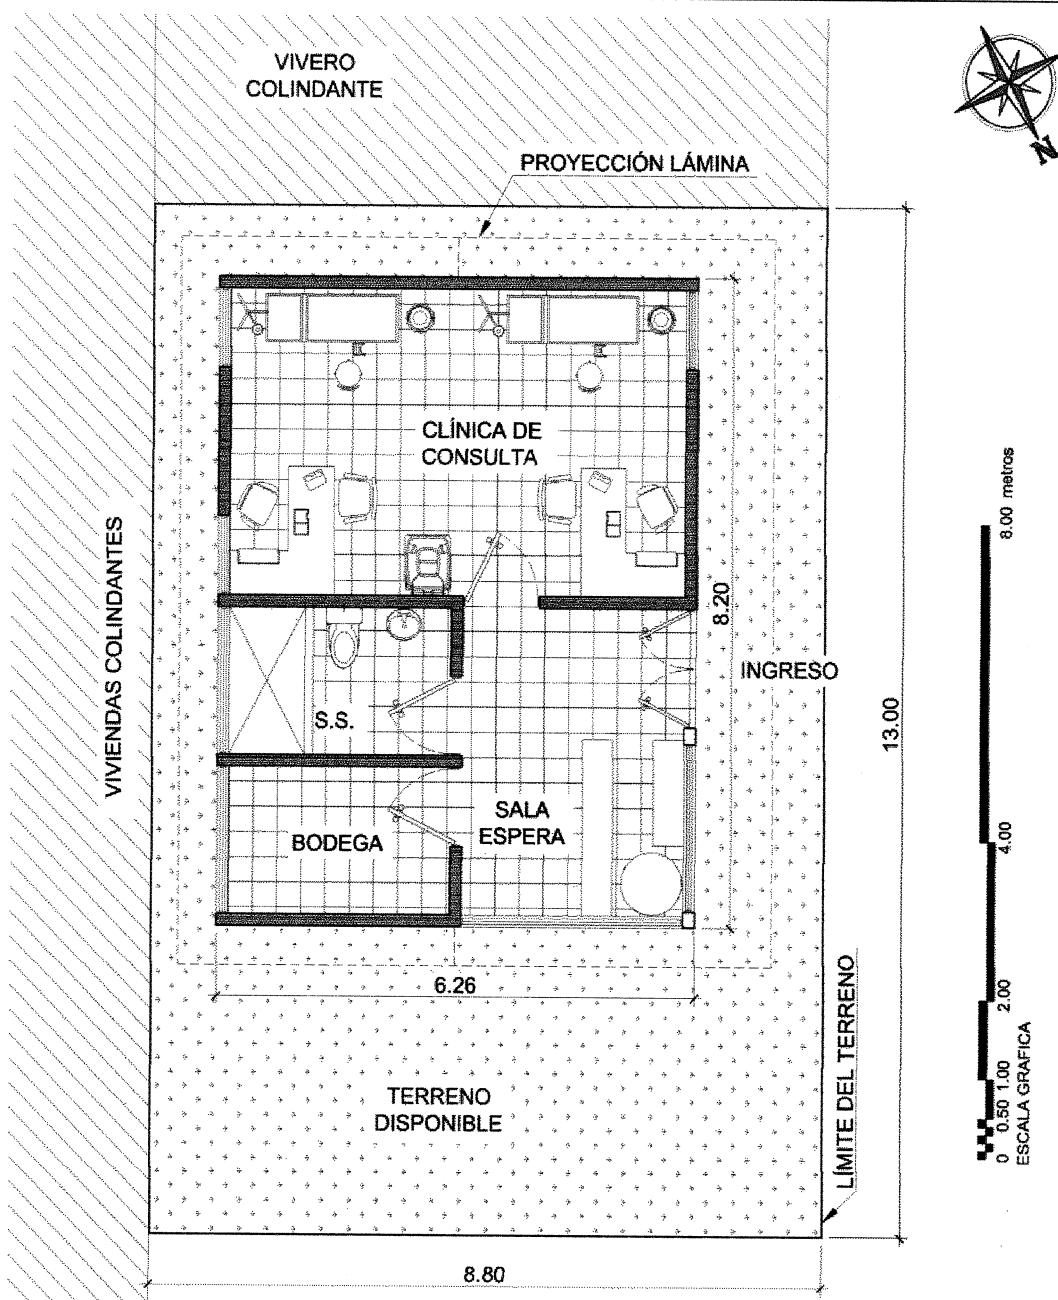 VIVERO
COLINDANTE
N
PROYECCIÓN LÁMINA
CLÍNICA DE
CONSULTA
VIVIENDAS COLINDANTES
8.20
INGRESO
13.00
S.S.
SALA
ESPERA
BODEGA
6.26
TERRENO
DISPONIBLE
LÍMITE DEL TERRENO
8.80
0 0.50 1.00 2.00 4.00 8.00 metros
ESCALA GRAFICA